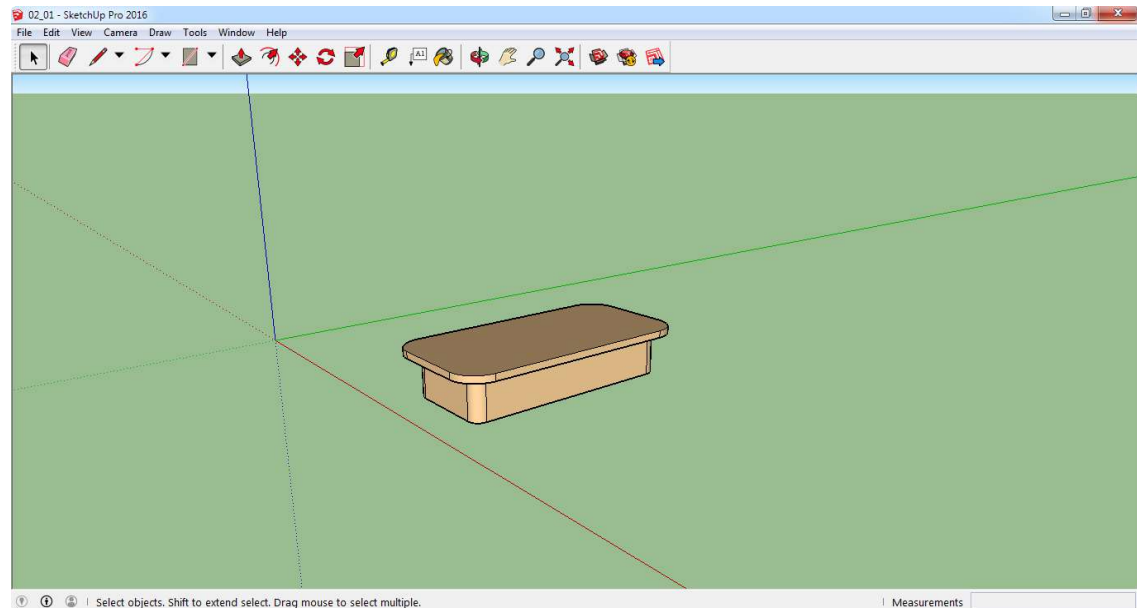 02_01 - SketchUp Pro 2016
File Edit View Camera Draw Tools Window Help
A1
Select objects. Shift to extend select. Drag mouse to select multiple.
Measurements